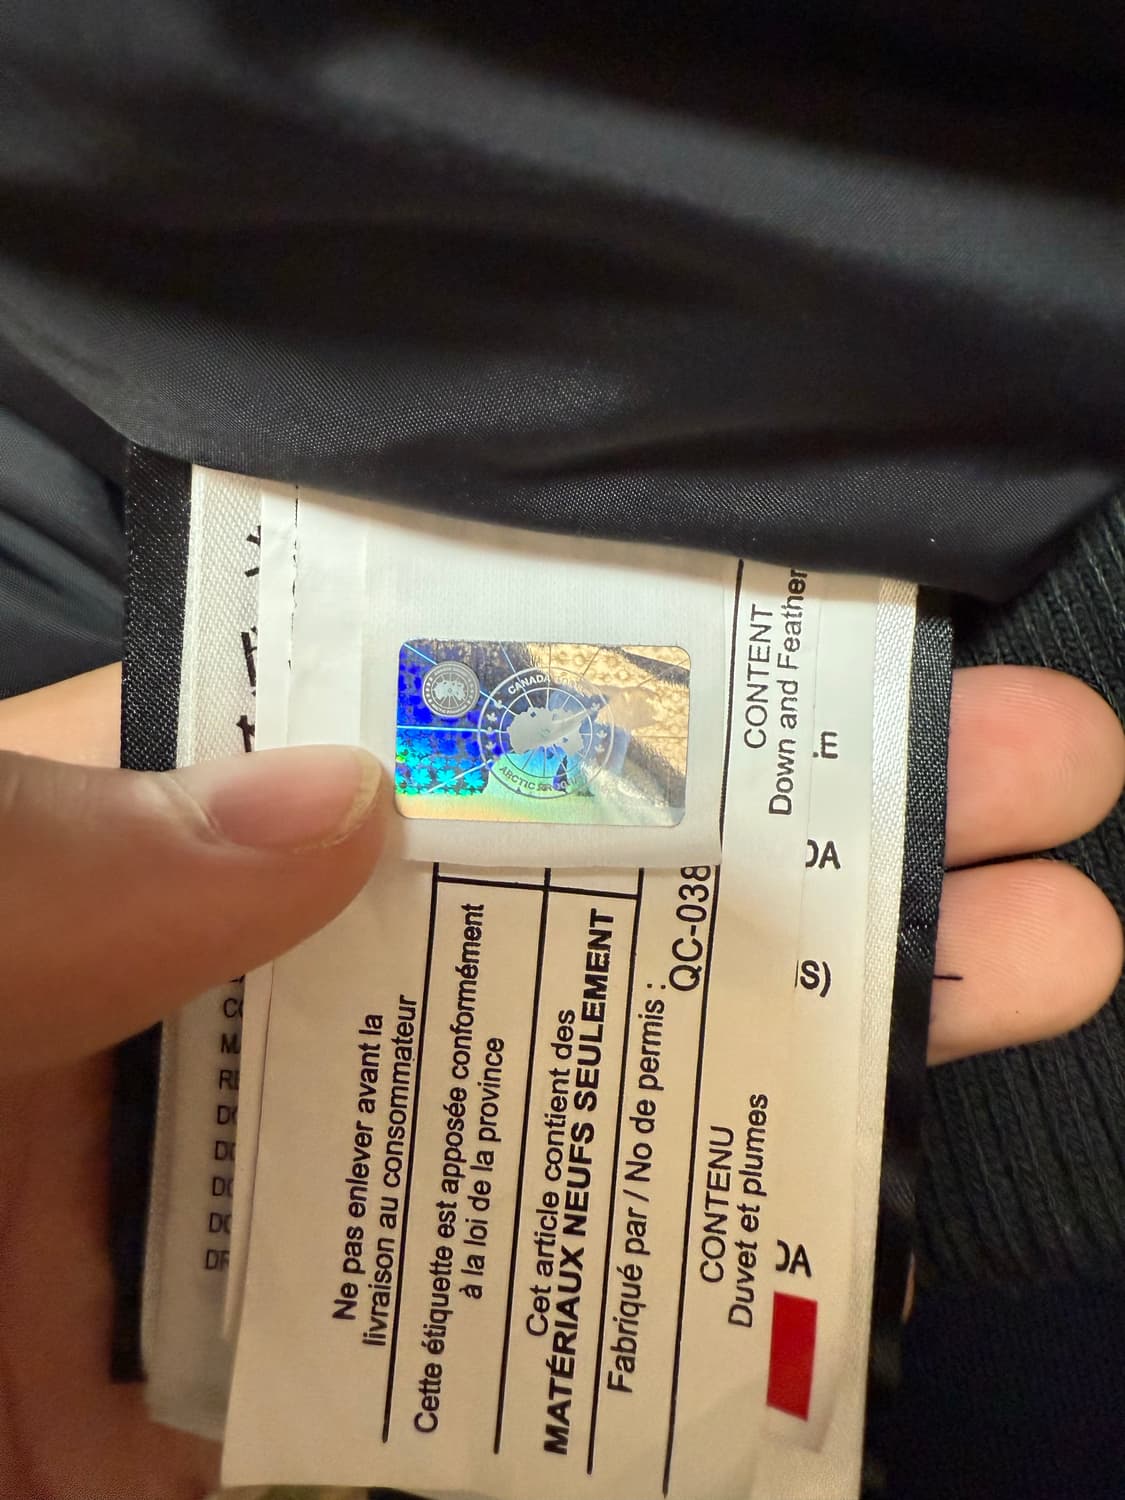 Ne pas enlever avant la
livraison au consommateur
Cette étiquette est apposée conformément
à la loi de la province
Cet article contient des
MATÉRIAUX NEUFS SEULEMENT
Fabriqué par / No de permis :
QC-038
CONTENU
Duvet et plumes
CONTENT
Down and Feather
CANADA
ARCTIC
.E
DA
S)
DA